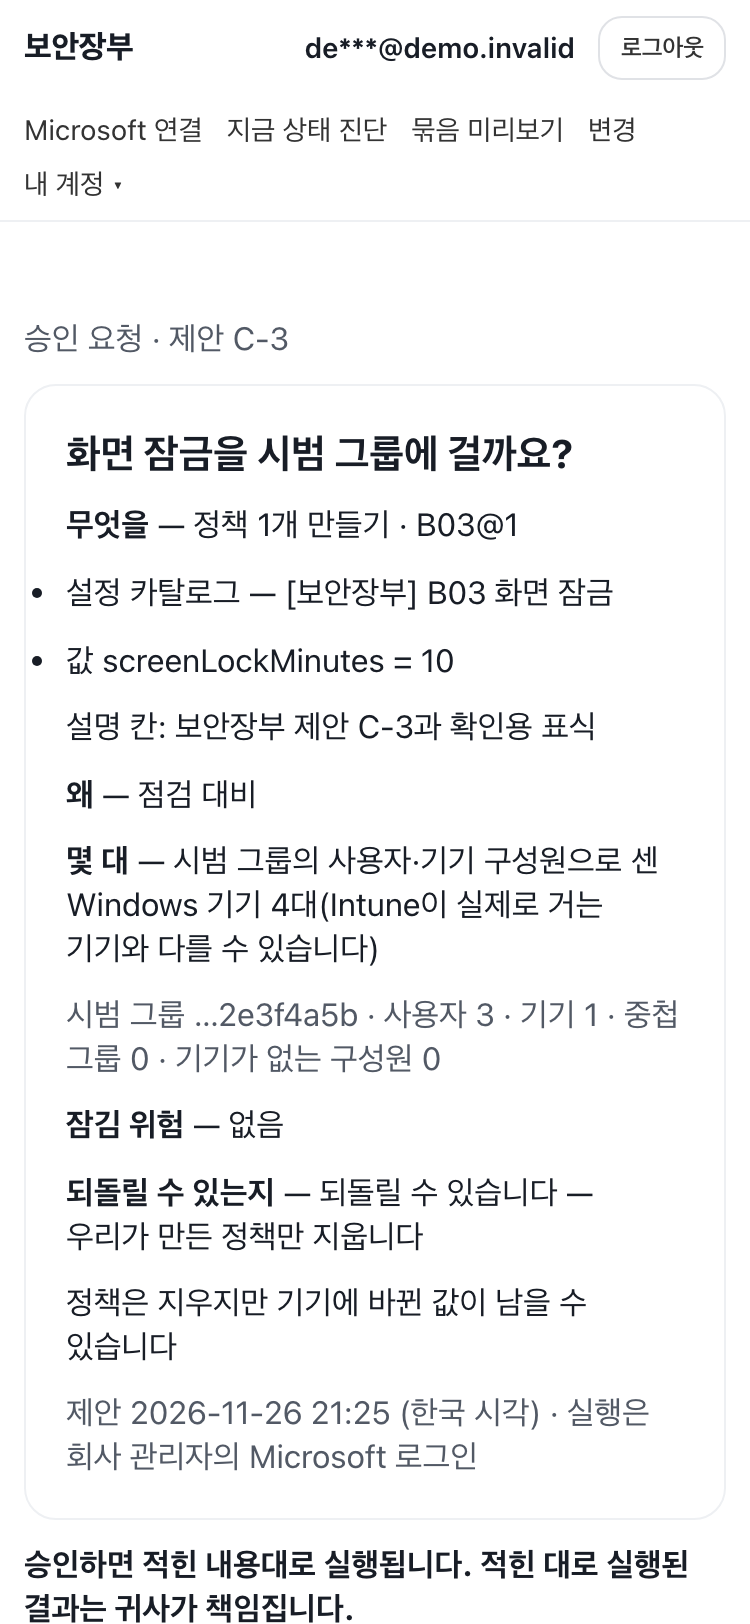 보안장부
de***@demo.invalid
로그아웃
Microsoft 연결 지금 상태 진단 묶음 미리보기 변경
내 계정 ▾
승인 요청 · 제안 C-3
화면 잠금을 시범 그룹에 걸까요?
무엇을 — 정책 1개 만들기 · B03@1
• 설정 카탈로그 — [보안장부] B03 화면 잠금
• 값 screenLockMinutes = 10
설명 칸: 보안장부 제안 C-3과 확인용 표식
왜 — 점검 대비
몇 대 — 시범 그룹의 사용자·기기 구성원으로 센
Windows 기기 4대(Intune이 실제로 거는
기기와 다를 수 있습니다)
시범 그룹 …2e3f4a5b · 사용자 3 · 기기 1 · 중첩
그룹 0 · 기기가 없는 구성원 0
잠김 위험 — 없음
되돌릴 수 있는지 — 되돌릴 수 있습니다 —
우리가 만든 정책만 지웁니다
정책은 지우지만 기기에 바뀐 값이 남을 수
있습니다
제안 2026-11-26 21:25 (한국 시각) · 실행은
회사 관리자의 Microsoft 로그인
승인하면 적힌 내용대로 실행됩니다. 적힌 대로 실행된
결과는 귀사가 책임집니다.